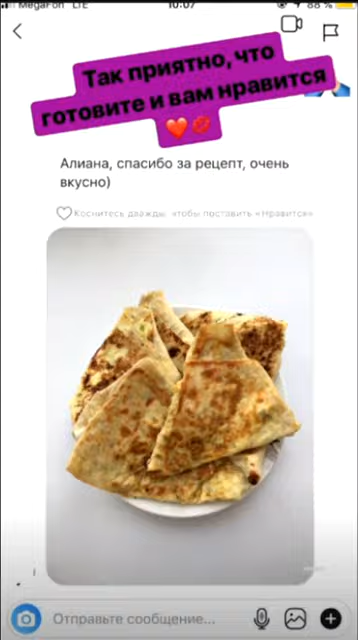 MegaFon LTE 10:07 88 %
Так приятно, что
готовите и вам нравится
Алиана, спасибо за рецепт, очень
вкусно)
Коснитесь дважды, чтобы поставить «Нравится»
Отправьте сообщение...